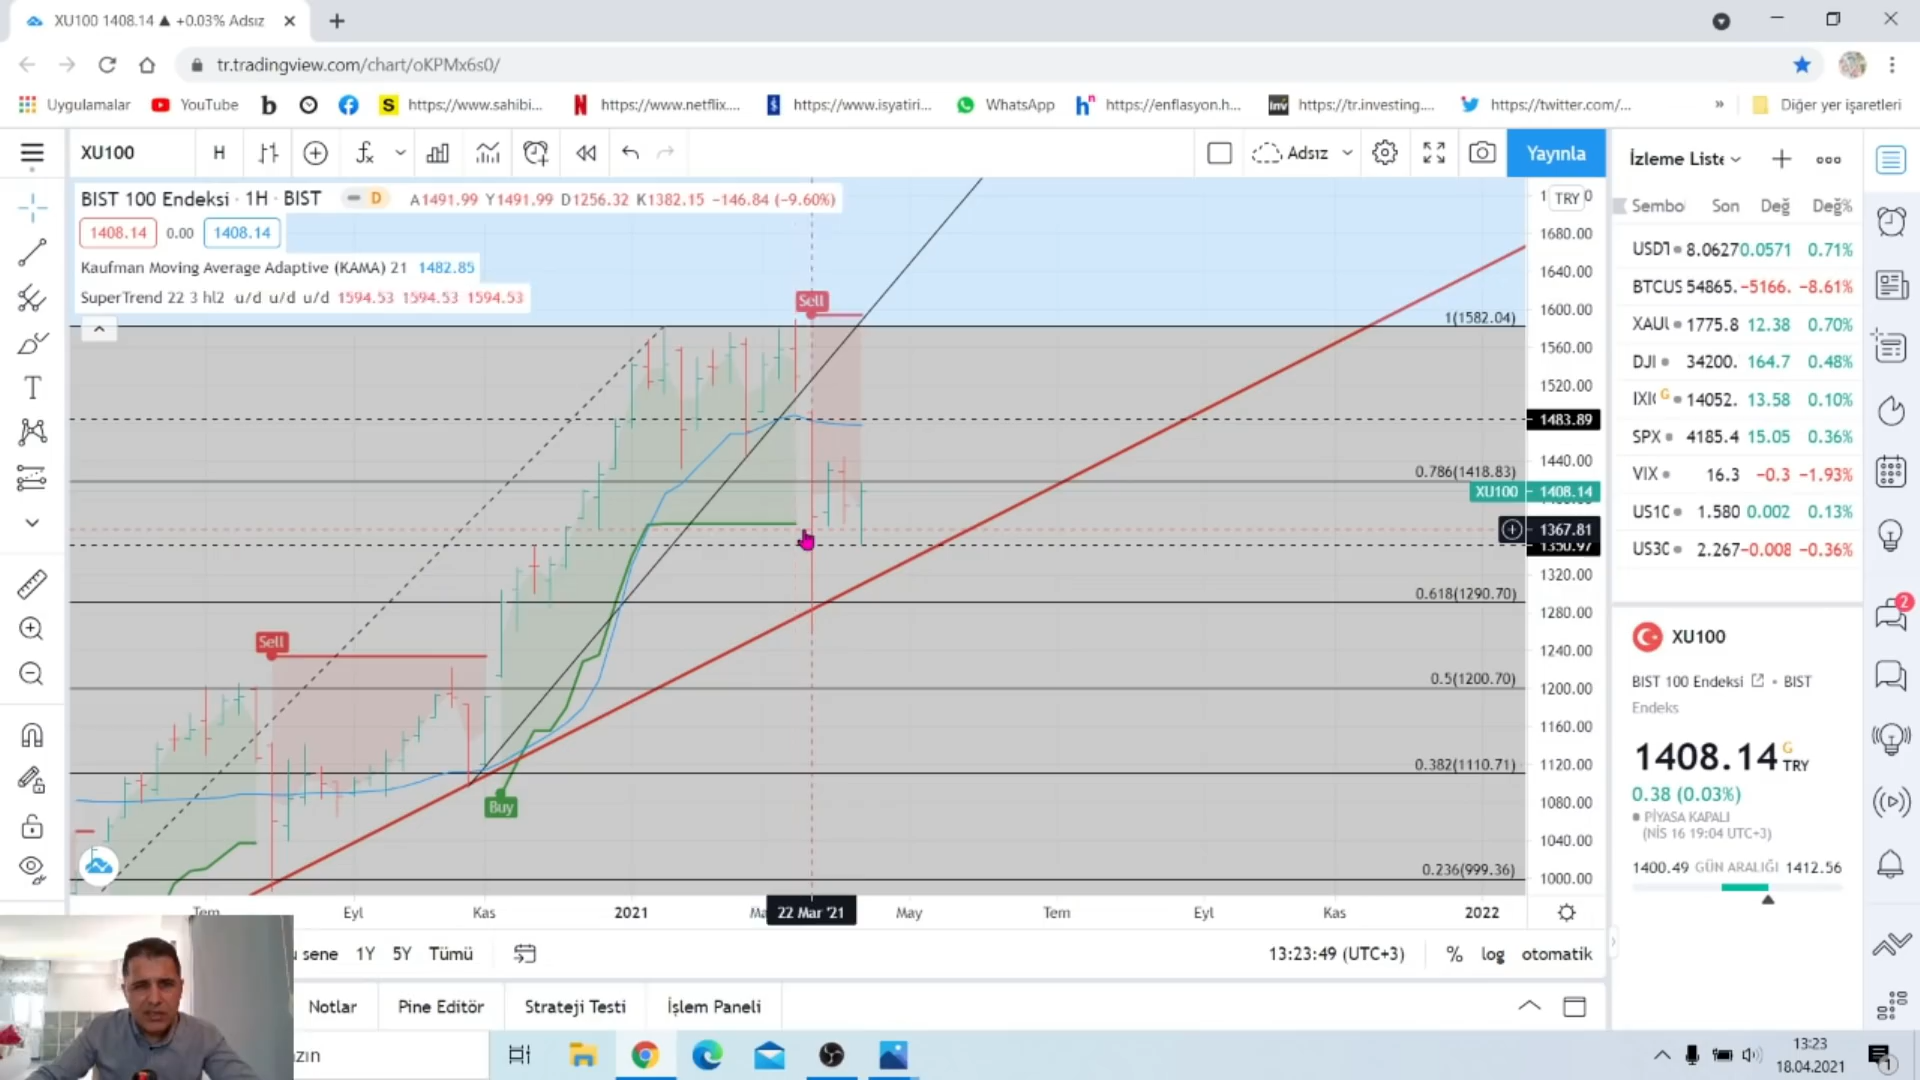 XU100 1408.14 ▲ +0.03% Adsız
tr.tradingview.com/chart/oKPMx6s0/
Uygulamalar
YouTube
https://www.sahibi...
https://www.netflix....
https://www.isyatiri...
WhatsApp
https://enflasyon.h...
https://tr.investing....
https://twitter.com/...
»
Diğer yer işaretleri
XU100
H
Adsız
Yayınla
İzleme Liste
BIST 100 Endeksi · 1H · BIST
D
A1491.99 Y1491.99 D1256.32 K1382.15 −146.84 (−9.60%)
1408.14 0.00 1408.14
Kaufman Moving Average Adaptive (KAMA) 21 1482.85
SuperTrend 22 3 hl2 u/d u/d u/d 1594.53 1594.53 1594.53
TRY
1680.00
1640.00
1600.00
1560.00
1520.00
1483.89
1440.00
XU100 1408.14
1367.81
1350.97
1320.00
1280.00
1240.00
1200.00
1160.00
1120.00
1080.00
1040.00
1000.00
Sell
1(1582.04)
0.786(1418.83)
0.618(1290.70)
Sell
0.5(1200.70)
0.382(1110.71)
Buy
0.236(999.36)
Tem
Eyl
Kas
2021
22 Mar '21
May
Tem
Eyl
Kas
2022
sene
1Y
5Y
Tümü
13:23:49 (UTC+3)
%
log
otomatik
Notlar
Pine Editör
Strateji Testi
İşlem Paneli
Sembo Son Değ Değ%
USDT 8.0627 0.0571 0.71%
BTCUS 54865. −5166. −8.61%
XAUU 1775.8 12.38 0.70%
DJI 34200. 164.7 0.48%
IXIC G 14052. 13.58 0.10%
SPX 4185.4 15.05 0.36%
VIX 16.3 −0.3 −1.93%
US1C 1.580 0.002 0.13%
US3C 2.267 −0.008 −0.36%
2
XU100
BIST 100 Endeksi • BIST
Endeks
1408.14 G TRY
0.38 (0.03%)
PİYASA KAPALI
(NİS 16 19:04 UTC+3)
1400.49 GÜN ARALIĞI 1412.56
13:23
18.04.2021
1